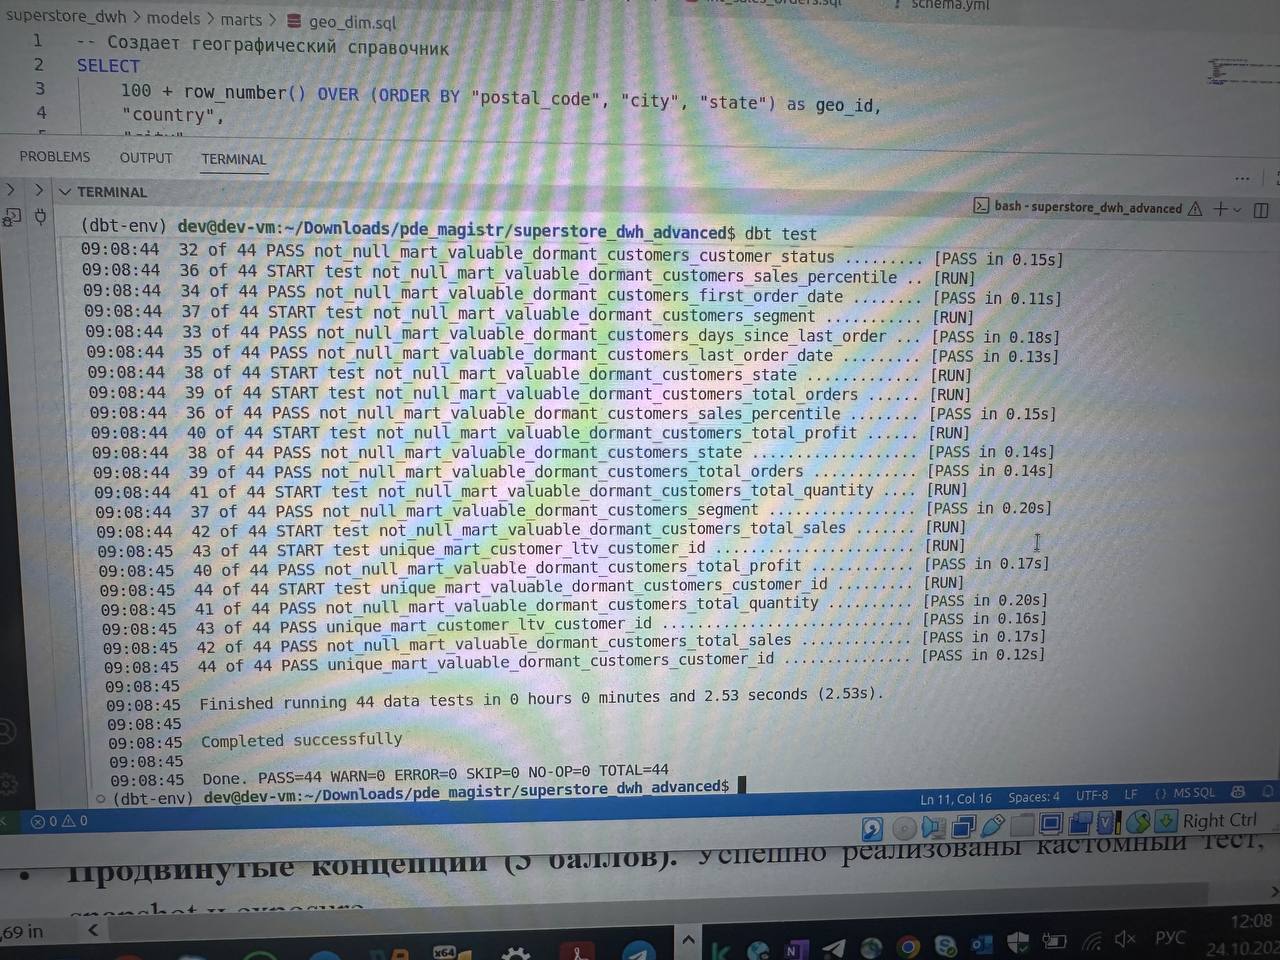 superstore_dwh > models > marts > geo_dim.sql
schema.yml
1 -- Создает географический справочник
2 SELECT
3 100 + row_number() OVER (ORDER BY "postal_code", "city", "state") as geo_id,
4 "country",
PROBLEMS OUTPUT TERMINAL
TERMINAL
bash - superstore_dwh_advanced
(dbt-env) dev@dev-vm:~/Downloads/pde_magistr/superstore_dwh_advanced$ dbt test
09:08:44 32 of 44 PASS not_null_mart_valuable_dormant_customers_customer_status ......... [PASS in 0.15s]
09:08:44 36 of 44 START test not_null_mart_valuable_dormant_customers_sales_percentile .. [RUN]
09:08:44 34 of 44 PASS not_null_mart_valuable_dormant_customers_first_order_date ........ [PASS in 0.11s]
09:08:44 37 of 44 START test not_null_mart_valuable_dormant_customers_segment ........... [RUN]
09:08:44 33 of 44 PASS not_null_mart_valuable_dormant_customers_days_since_last_order ... [PASS in 0.18s]
09:08:44 35 of 44 PASS not_null_mart_valuable_dormant_customers_last_order_date ......... [PASS in 0.13s]
09:08:44 38 of 44 START test not_null_mart_valuable_dormant_customers_state ............. [RUN]
09:08:44 39 of 44 START test not_null_mart_valuable_dormant_customers_total_orders ...... [RUN]
09:08:44 36 of 44 PASS not_null_mart_valuable_dormant_customers_sales_percentile ........ [PASS in 0.15s]
09:08:44 40 of 44 START test not_null_mart_valuable_dormant_customers_total_profit ...... [RUN]
09:08:44 38 of 44 PASS not_null_mart_valuable_dormant_customers_state ................... [PASS in 0.14s]
09:08:44 39 of 44 PASS not_null_mart_valuable_dormant_customers_total_orders ............ [PASS in 0.14s]
09:08:44 41 of 44 START test not_null_mart_valuable_dormant_customers_total_quantity .... [RUN]
09:08:44 37 of 44 PASS not_null_mart_valuable_dormant_customers_segment ................. [PASS in 0.20s]
09:08:44 42 of 44 START test not_null_mart_valuable_dormant_customers_total_sales ....... [RUN]
09:08:45 43 of 44 START test unique_mart_customer_ltv_customer_id ....................... [RUN]
09:08:45 40 of 44 PASS not_null_mart_valuable_dormant_customers_total_profit ............ [PASS in 0.17s]
09:08:45 44 of 44 START test unique_mart_valuable_dormant_customers_customer_id ......... [RUN]
09:08:45 41 of 44 PASS not_null_mart_valuable_dormant_customers_total_quantity .......... [PASS in 0.20s]
09:08:45 43 of 44 PASS unique_mart_customer_ltv_customer_id ............................. [PASS in 0.16s]
09:08:45 42 of 44 PASS not_null_mart_valuable_dormant_customers_total_sales ............. [PASS in 0.17s]
09:08:45 44 of 44 PASS unique_mart_valuable_dormant_customers_customer_id ............... [PASS in 0.12s]
09:08:45
09:08:45 Finished running 44 data tests in 0 hours 0 minutes and 2.53 seconds (2.53s).
09:08:45
09:08:45 Completed successfully
09:08:45
09:08:45 Done. PASS=44 WARN=0 ERROR=0 SKIP=0 NO-OP=0 TOTAL=44
(dbt-env) dev@dev-vm:~/Downloads/pde_magistr/superstore_dwh_advanced$
0 0 Ln 11, Col 16 Spaces: 4 UTF-8 LF {} MS SQL
Right Ctrl
• Продвинутые концепции (5 баллов). Успешно реализованы кастомный тест,
,69 in
x64 РУС 12:08
24.10.202